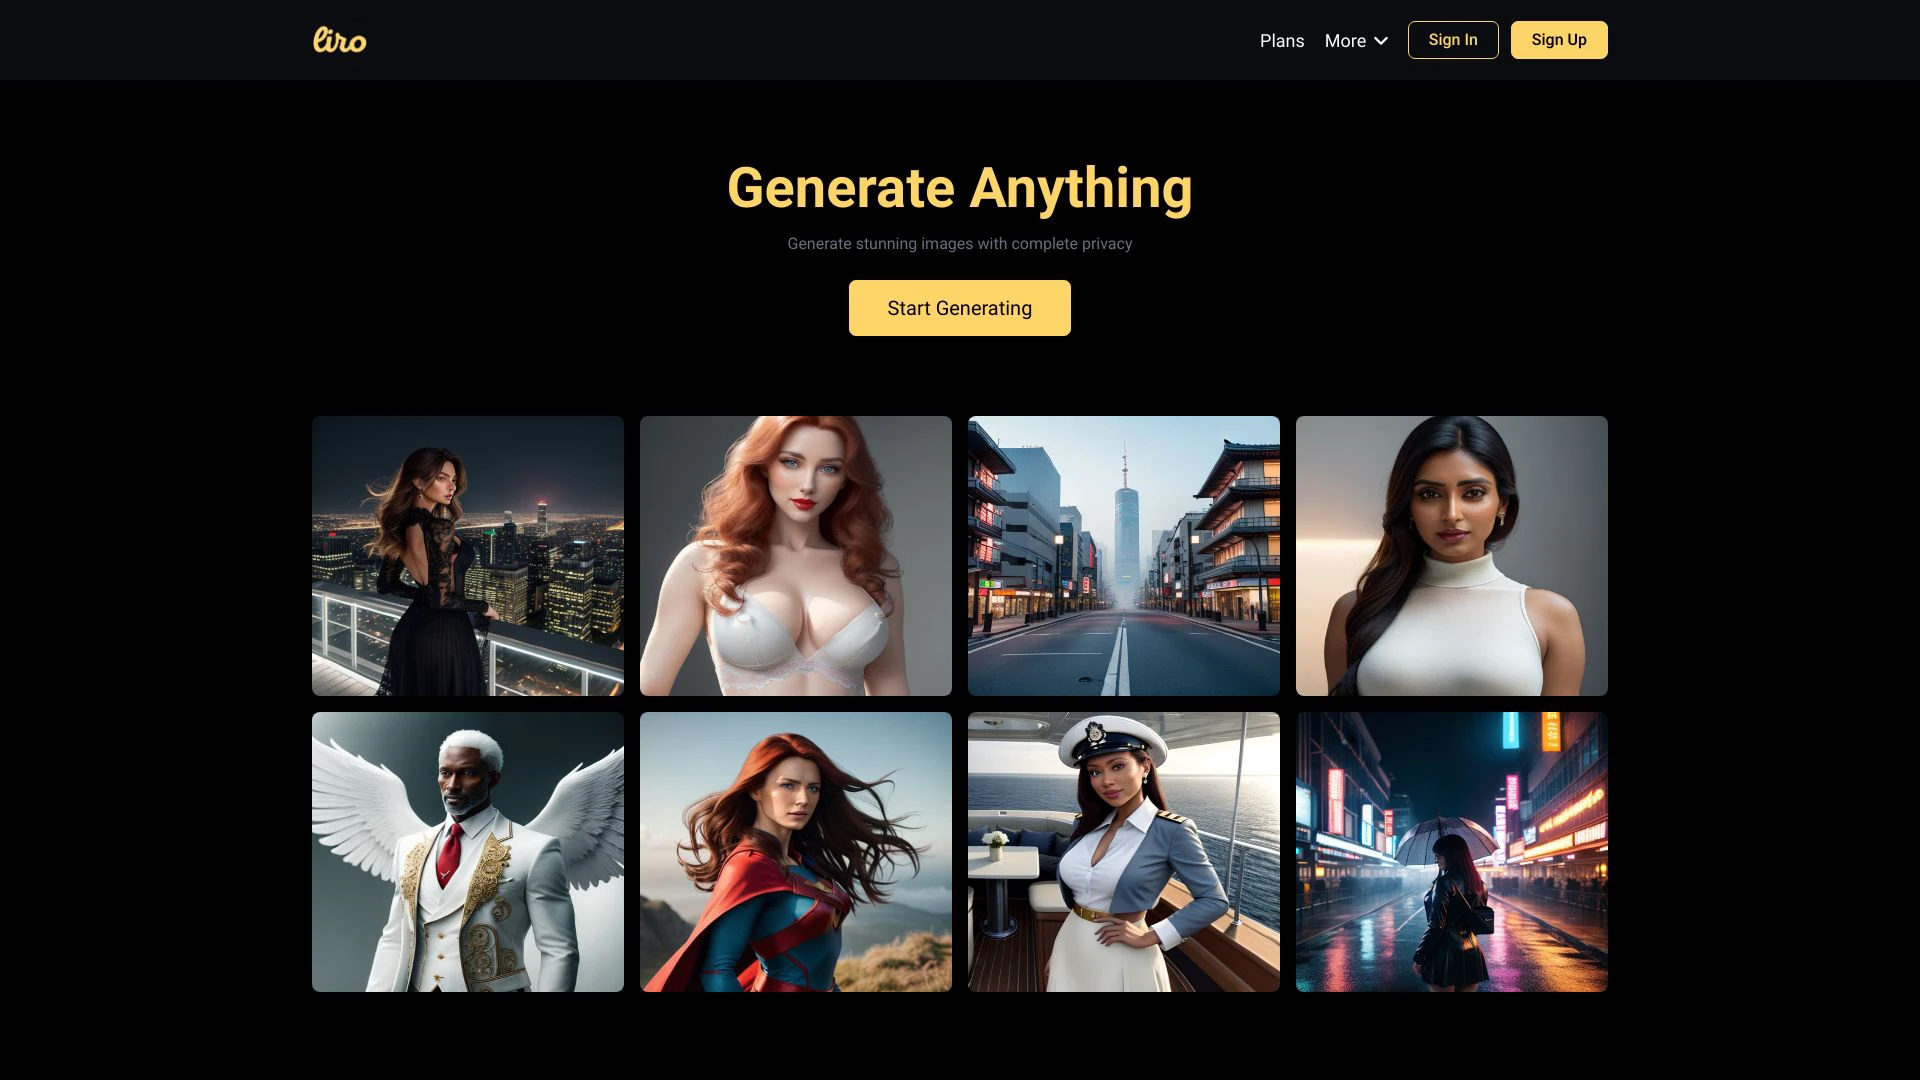 liro
Plans
More
Sign In
Sign Up
Generate Anything
Generate stunning images with complete privacy
Start Generating